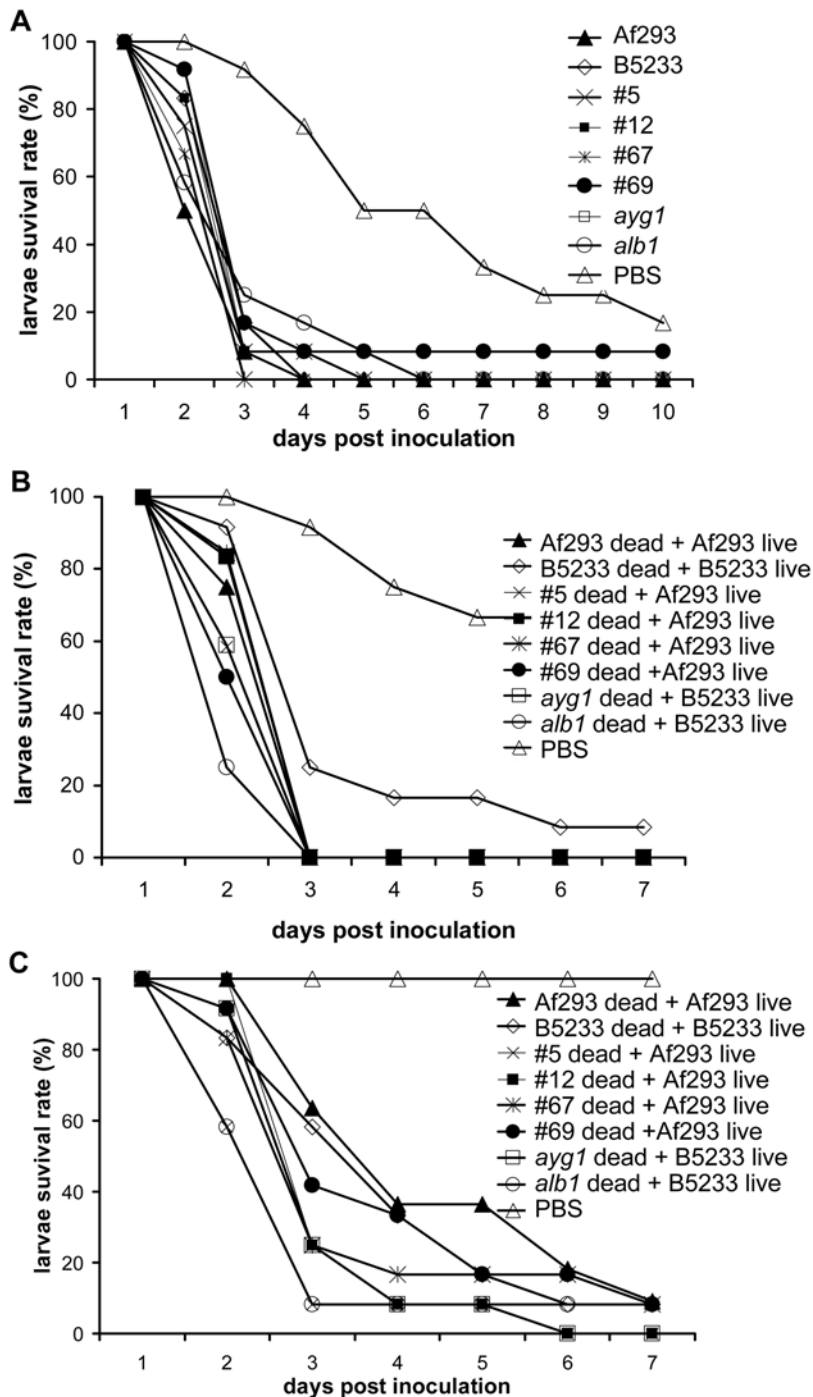 A
100
80
60
40
20
0
larvae suvival rate (%)
1 2 3 4 5 6 7 8 9 10
days post inoculation
Af293
B5233
#5
#12
#67
#69
ayg1
alb1
PBS
B
100
80
60
40
20
0
larvae suvival rate (%)
1 2 3 4 5 6 7
days post inoculation
Af293 dead + Af293 live
B5233 dead + B5233 live
#5 dead + Af293 live
#12 dead + Af293 live
#67 dead + Af293 live
#69 dead +Af293 live
ayg1 dead + B5233 live
alb1 dead + B5233 live
PBS
C
100
80
60
40
20
0
larvae suvival rate (%)
1 2 3 4 5 6 7
days post inoculation
Af293 dead + Af293 live
B5233 dead + B5233 live
#5 dead + Af293 live
#12 dead + Af293 live
#67 dead + Af293 live
#69 dead +Af293 live
ayg1 dead + B5233 live
alb1 dead + B5233 live
PBS